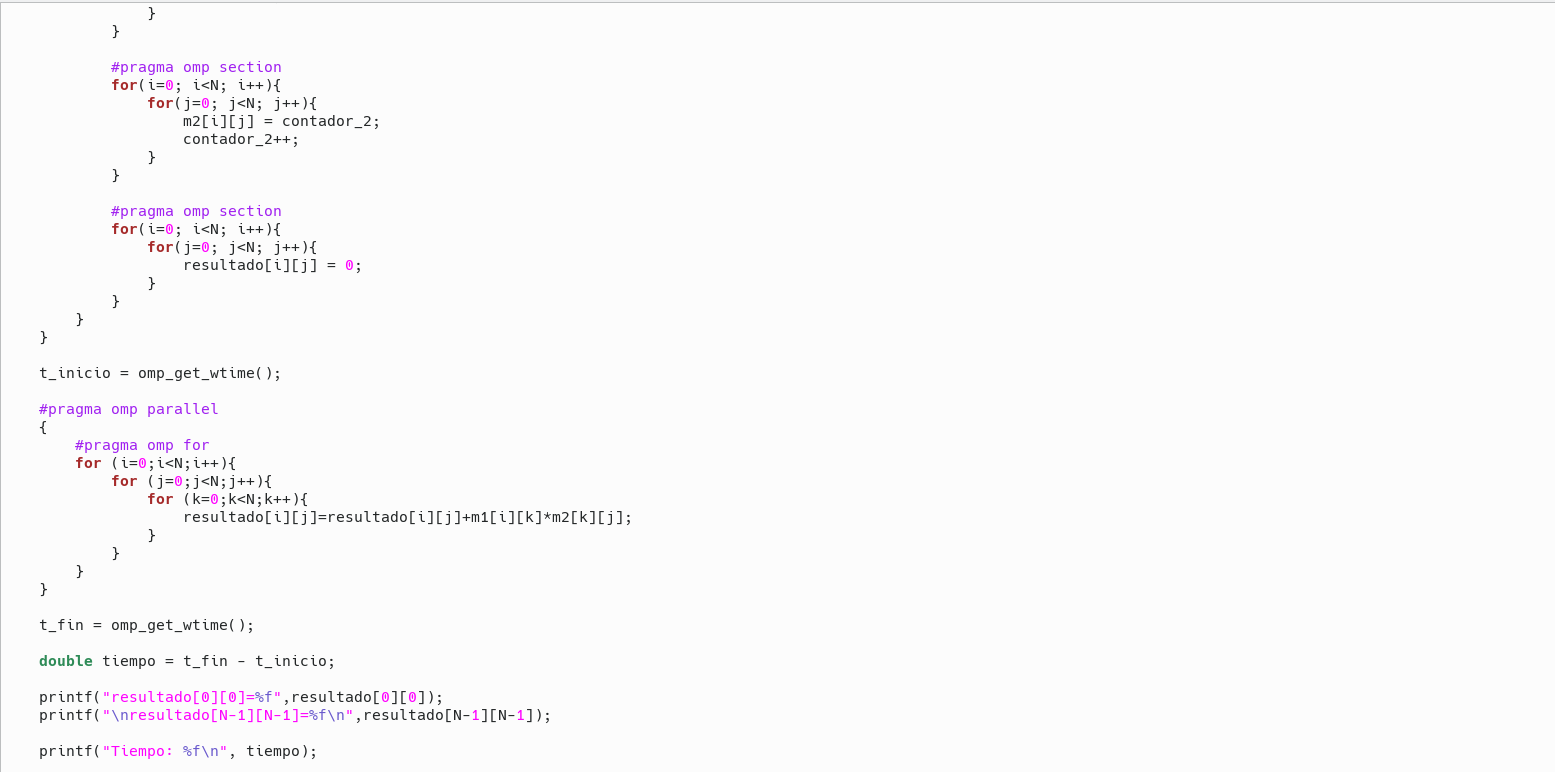 }
        }

        #pragma omp section
        for(i=0; i<N; i++){
            for(j=0; j<N; j++){
                m2[i][j] = contador_2;
                contador_2++;
            }
        }

        #pragma omp section
        for(i=0; i<N; i++){
            for(j=0; j<N; j++){
                resultado[i][j] = 0;
            }
        }
    }
}

t_inicio = omp_get_wtime();

#pragma omp parallel
{
    #pragma omp for
    for (i=0;i<N;i++){
        for (j=0;j<N;j++){
            for (k=0;k<N;k++){
                resultado[i][j]=resultado[i][j]+m1[i][k]*m2[k][j];
            }
        }
    }
}

t_fin = omp_get_wtime();

double tiempo = t_fin - t_inicio;

printf("resultado[0][0]=%f",resultado[0][0]);
printf("\nresultado[N-1][N-1]=%f\n",resultado[N-1][N-1]);

printf("Tiempo: %f\n", tiempo);